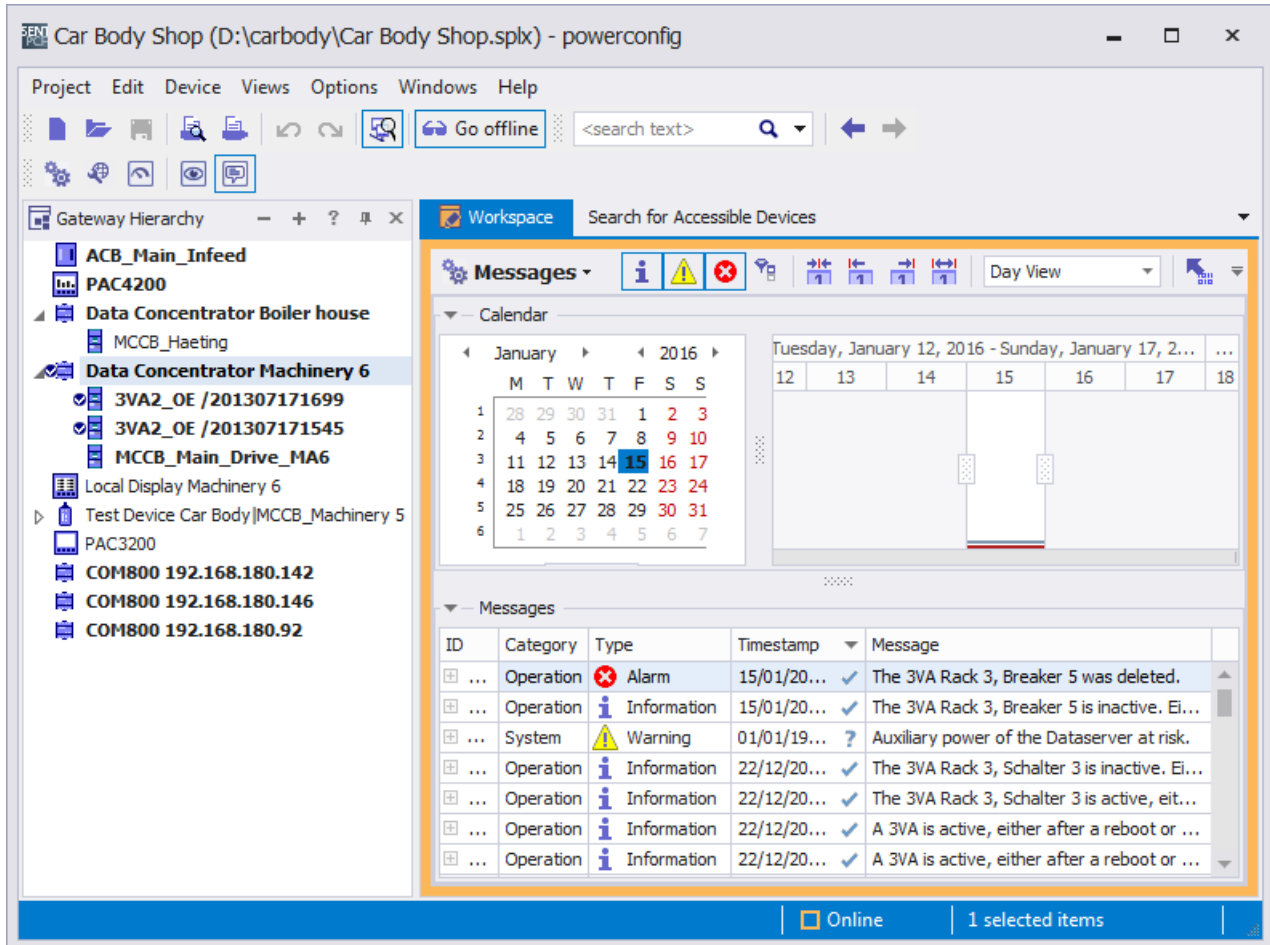 SENT PCF Car Body Shop (D:\carbody\Car Body Shop.splx) - powerconfig
Project Edit Device Views Options Windows Help
Go offline <search text>
Gateway Hierarchy
ACB_Main_Infeed
PAC4200
Data Concentrator Boiler house
MCCB_Haeting
Data Concentrator Machinery 6
3VA2_OE /201307171699
3VA2_OE /201307171545
MCCB_Main_Drive_MA6
Local Display Machinery 6
Test Device Car Body|MCCB_Machinery 5
PAC3200
COM800 192.168.180.142
COM800 192.168.180.146
COM800 192.168.180.92
Workspace Search for Accessible Devices
Messages 1 1 1 1 Day View
Calendar
January 2016
M T W T F S S
1 28 29 30 31 1 2 3
2 4 5 6 7 8 9 10
3 11 12 13 14 15 16 17
4 18 19 20 21 22 23 24
5 25 26 27 28 29 30 31
6 1 2 3 4 5 6 7
Tuesday, January 12, 2016 - Sunday, January 17, 2... ...
12 13 14 15 16 17 18
Messages
ID Category Type Timestamp Message
... Operation Alarm 15/01/20... The 3VA Rack 3, Breaker 5 was deleted.
... Operation Information 15/01/20... The 3VA Rack 3, Breaker 5 is inactive. Ei...
... System Warning 01/01/19... ? Auxiliary power of the Dataserver at risk.
... Operation Information 22/12/20... The 3VA Rack 3, Schalter 3 is inactive. Ei...
... Operation Information 22/12/20... The 3VA Rack 3, Schalter 3 is active, eit...
... Operation Information 22/12/20... A 3VA is active, either after a reboot or ...
... Operation Information 22/12/20... A 3VA is active, either after a reboot or ...
Online 1 selected items